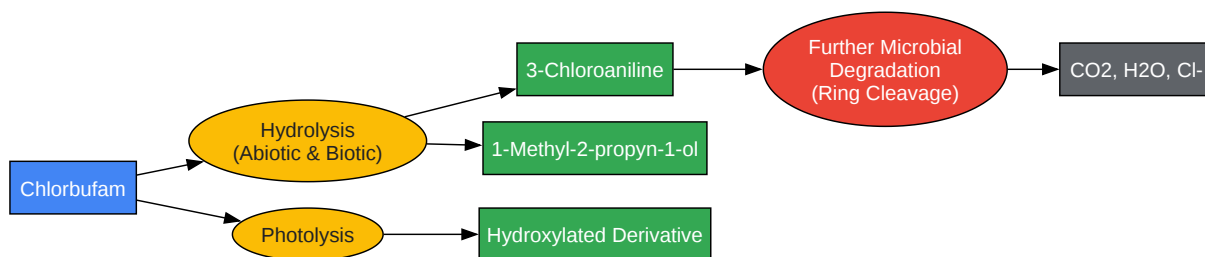 Chlorbufam
Hydrolysis
(Abiotic & Biotic)
Photolysis
3-Chloroaniline
1-Methyl-2-propyn-1-ol
Hydroxylated Derivative
Further Microbial
Degradation
(Ring Cleavage)
CO2, H2O, Cl-